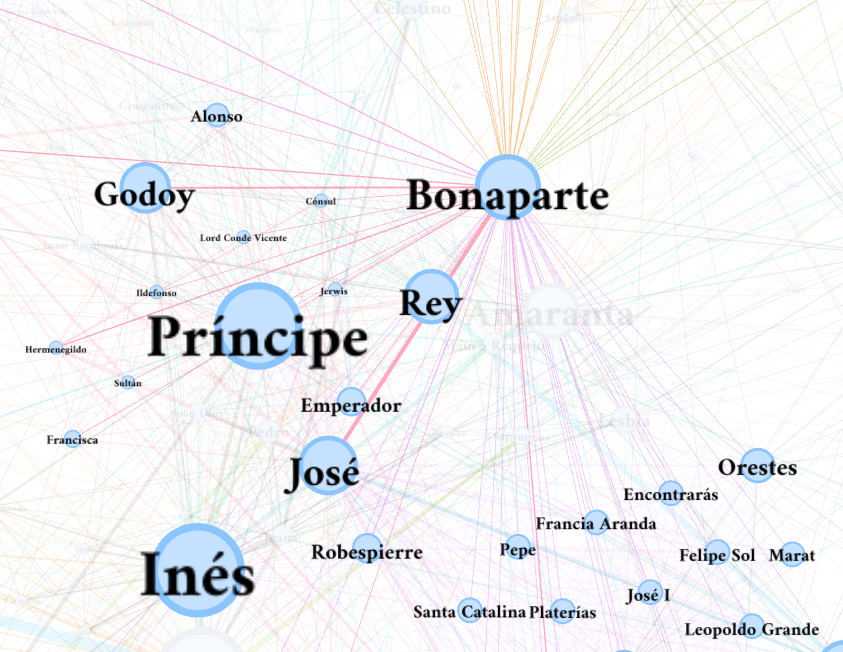 Celestino
Alonso
Godoy
Bonaparte
Cónsul
Lord Conde Vicente
Ildefonso
Jerwis
Rey
Amaranta
Príncipe
Hermenegildo
Sultán
Emperador
Lesbia
Francisca
José
Orestes
Encontrarás
Francia Aranda
Robespierre
Pepe
Felipe Sol
Marat
Inés
José I
Santa Catalina
Platerías
Leopoldo Grande